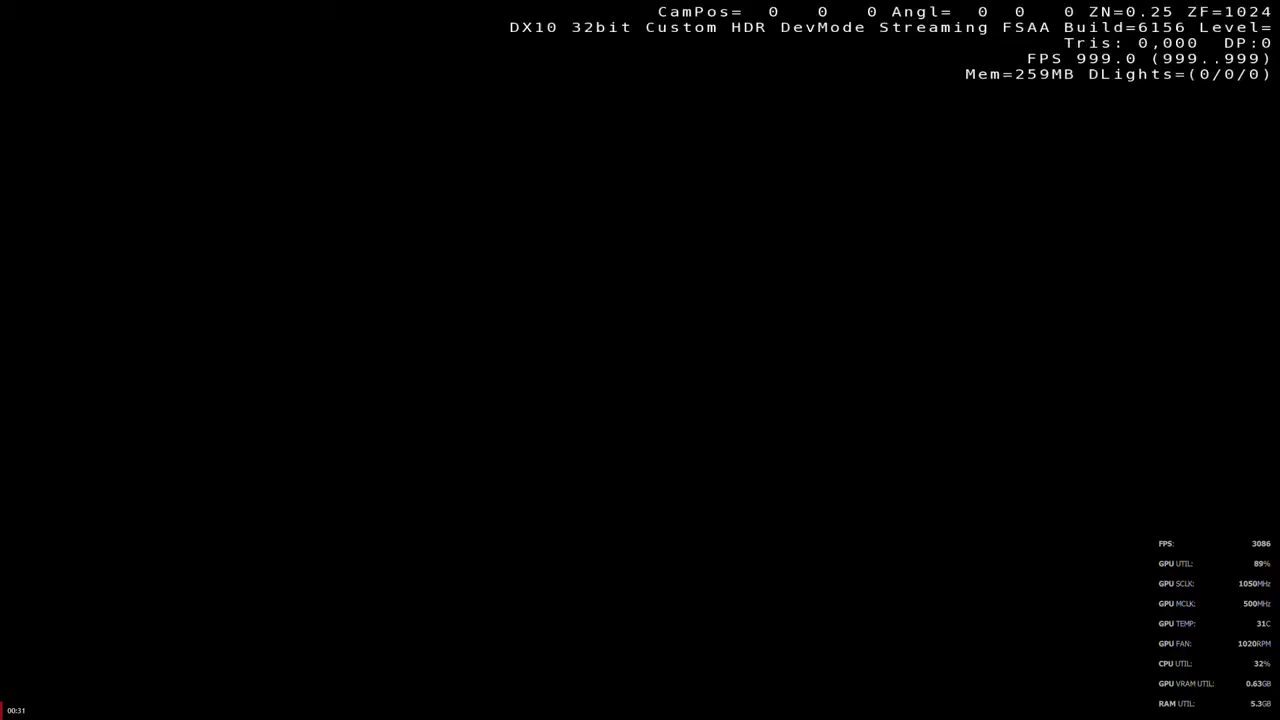 CamPos= 0 0 0 Angl= 0 0 0 ZN=0.25 ZF=1024
DX10 32bit Custom HDR DevMode Streaming FSAA Build=6156 Level=
Tris: 0,000 DP:0
FPS 999.0 (999..999)
Mem=259MB DLights=(0/0/0)
FPS: 3086
GPU UTIL: 89%
GPU SCLK: 1050MHz
GPU MCLK: 500MHz
GPU TEMP: 31C
GPU FAN: 1020RPM
CPU UTIL: 32%
GPU VRAM UTIL: 0.63GB
RAM UTIL: 5.3GB
00:31